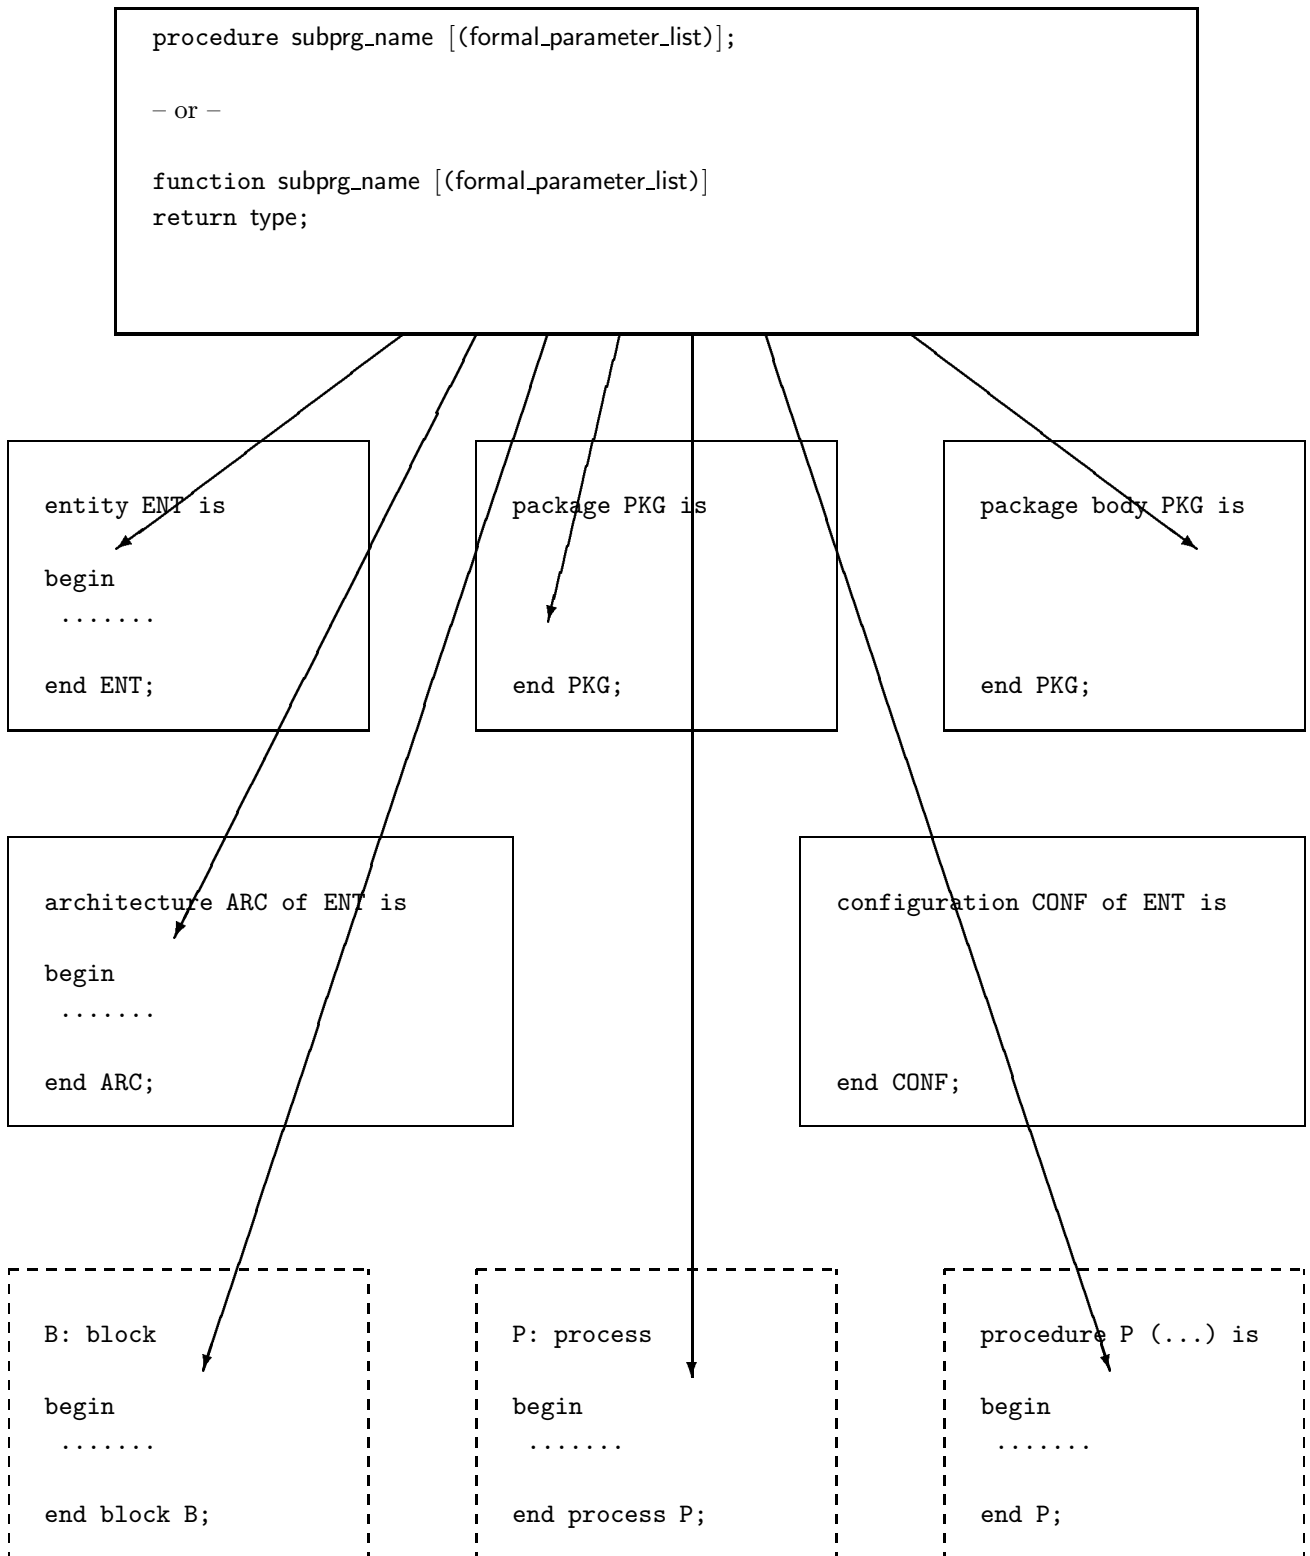 procedure subprg_name [(formal_parameter_list)];
– or –
function subprg_name [(formal_parameter_list)]
return type;
entity ENT is
begin
.......
end ENT;
package PKG is
end PKG;
package body PKG is
end PKG;
architecture ARC of ENT is
begin
.......
end ARC;
configuration CONF of ENT is
end CONF;
B: block
begin
.......
end block B;
P: process
begin
.......
end process P;
procedure P (...) is
begin
.......
end P;